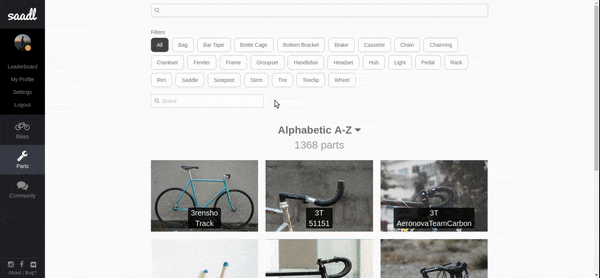 saadl
Leaderboard
My Profile
Settings
Logout
Bikes
Parts
Community
About | Bug?
Filters
All Bag Bar Tape Bottle Cage Bottom Bracket Brake Cassette Chain Chainring
Crankset Fender Frame Groupset Handlebar Headset Hub Light Pedal Rack
Rim Saddle Seatpost Stem Tire Toeclip Wheel
Brand
Alphabetic A-Z
1368 parts
3rensho
Track
3T
51151
3T
AeronovaTeamCarbon